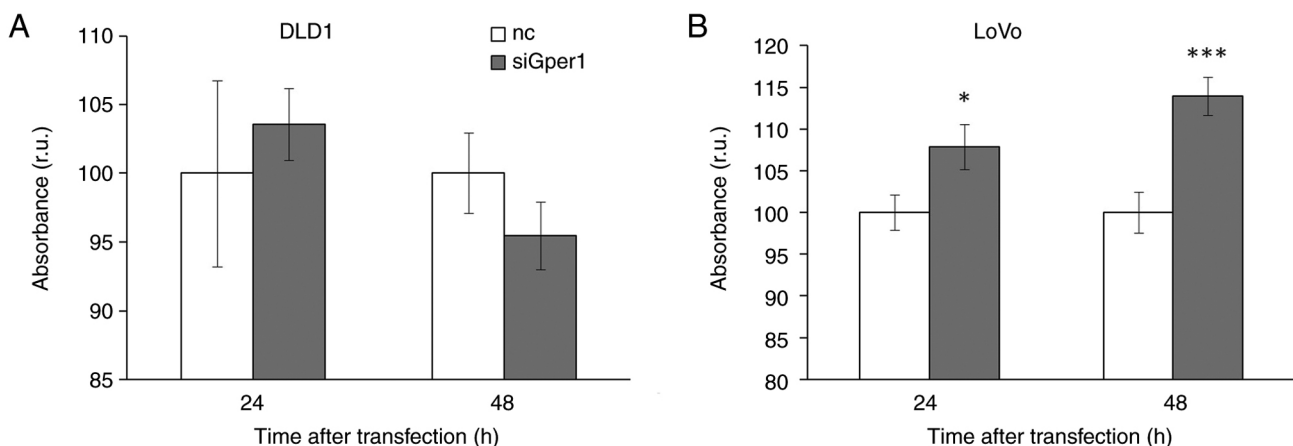 A
DLD1
nc
siGper1
110
105
100
95
90
85
Absorbance (r.u.)
24
48
Time after transfection (h)
B
LoVo
120
115
110
105
100
95
90
85
80
Absorbance (r.u.)
*
***
24
48
Time after transfection (h)